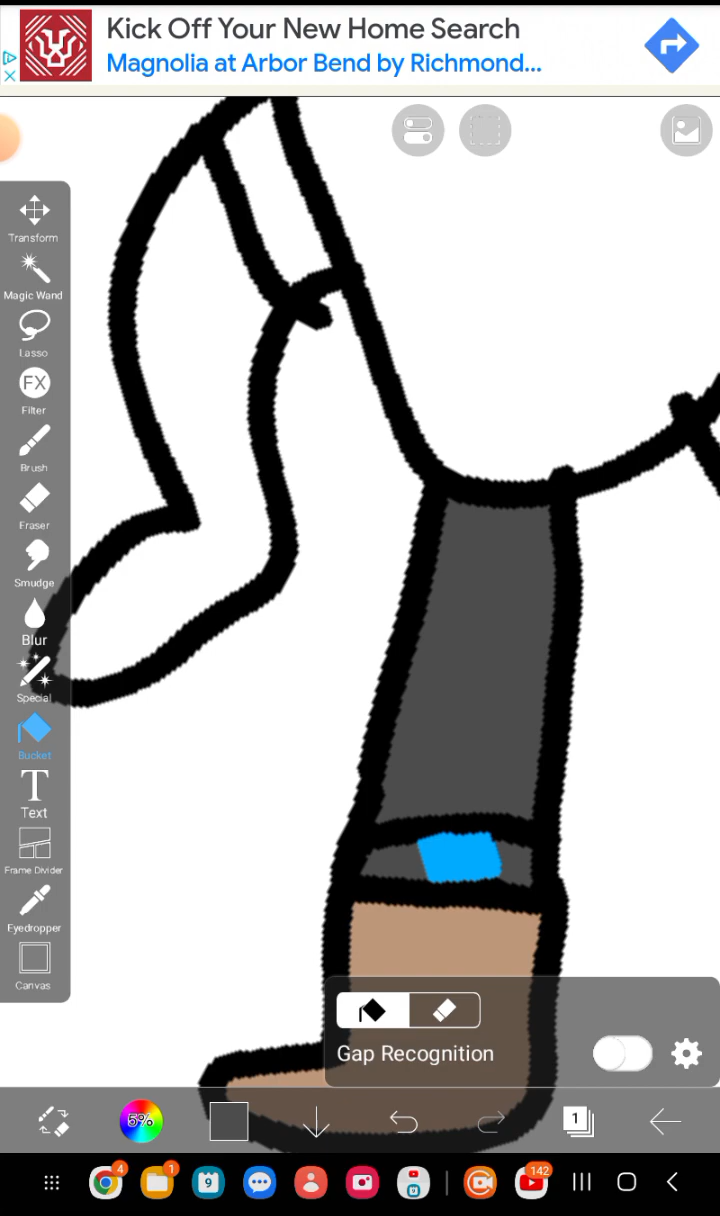 Kick Off Your New Home Search
Magnolia at Arbor Bend by Richmond...
Transform
Magic Wand
Lasso
FX
Filter
Brush
Eraser
Smudge
Blur
Special
Bucket
T
Text
Frame Divider
Eyedropper
Canvas
Gap Recognition
5%
1
4
1
9
142